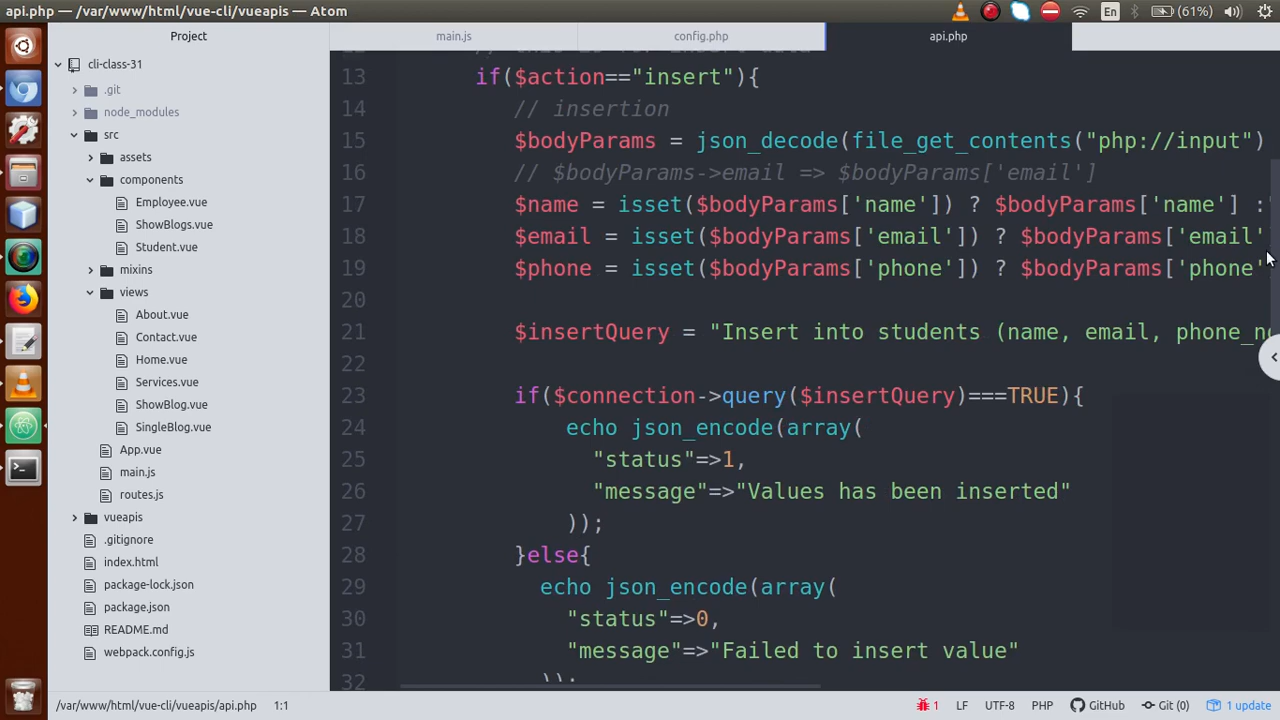 api.php — /var/www/html/vue-cli/vueapis — Atom
En
(61%)
Project
main.js
config.php
api.php
cli-class-31
.git
node_modules
src
assets
components
Employee.vue
ShowBlogs.vue
Student.vue
mixins
views
About.vue
Contact.vue
Home.vue
Services.vue
ShowBlog.vue
SingleBlog.vue
App.vue
main.js
routes.js
vueapis
.gitignore
index.html
package-lock.json
package.json
README.md
webpack.config.js
13 if($action=="insert"){
14 // insertion
15 $bodyParams = json_decode(file_get_contents("php://input")
16 // $bodyParams->email => $bodyParams['email']
17 $name = isset($bodyParams['name']) ? $bodyParams['name'] :"
18 $email = isset($bodyParams['email']) ? $bodyParams['email'
19 $phone = isset($bodyParams['phone']) ? $bodyParams['phone'
20
21 $insertQuery = "Insert into students (name, email, phone_no
22
23 if($connection->query($insertQuery)===TRUE){
24 echo json_encode(array(
25 "status"=>1,
26 "message"=>"Values has been inserted"
27 ));
28 }else{
29 echo json_encode(array(
30 "status"=>0,
31 "message"=>"Failed to insert value"
32 ));
/var/www/html/vue-cli/vueapis/api.php 1:1
1 LF UTF-8 PHP GitHub Git (0) 1 update